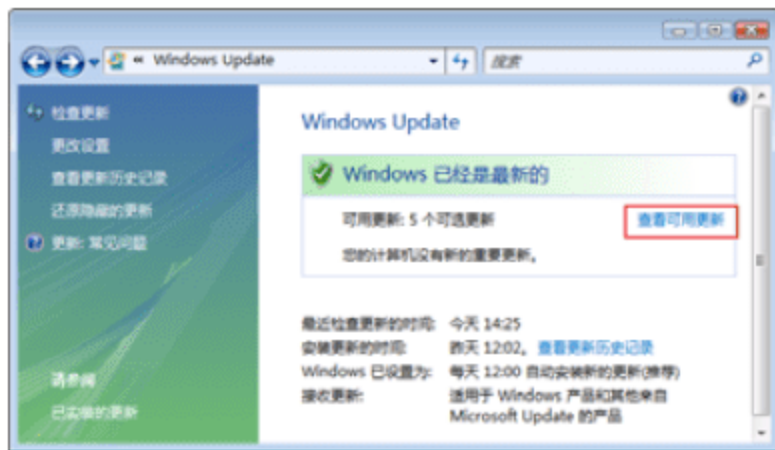 « Windows Update
搜索
检查更新
更改设置
查看更新历史记录
还原隐藏的更新
更新: 常见问题
请参阅
已安装的更新
Windows Update
Windows 已经是最新的
可用更新: 5 个可选更新 查看可用更新
您的计算机没有新的重要更新。
最近检查更新的时间: 今天 14:25
安装更新的时间: 昨天 12:02。 查看更新历史记录
Windows 已设置为: 每天 12:00 自动安装新的更新(推荐)
接收更新: 适用于 Windows 产品和其他来自
Microsoft Update 的产品